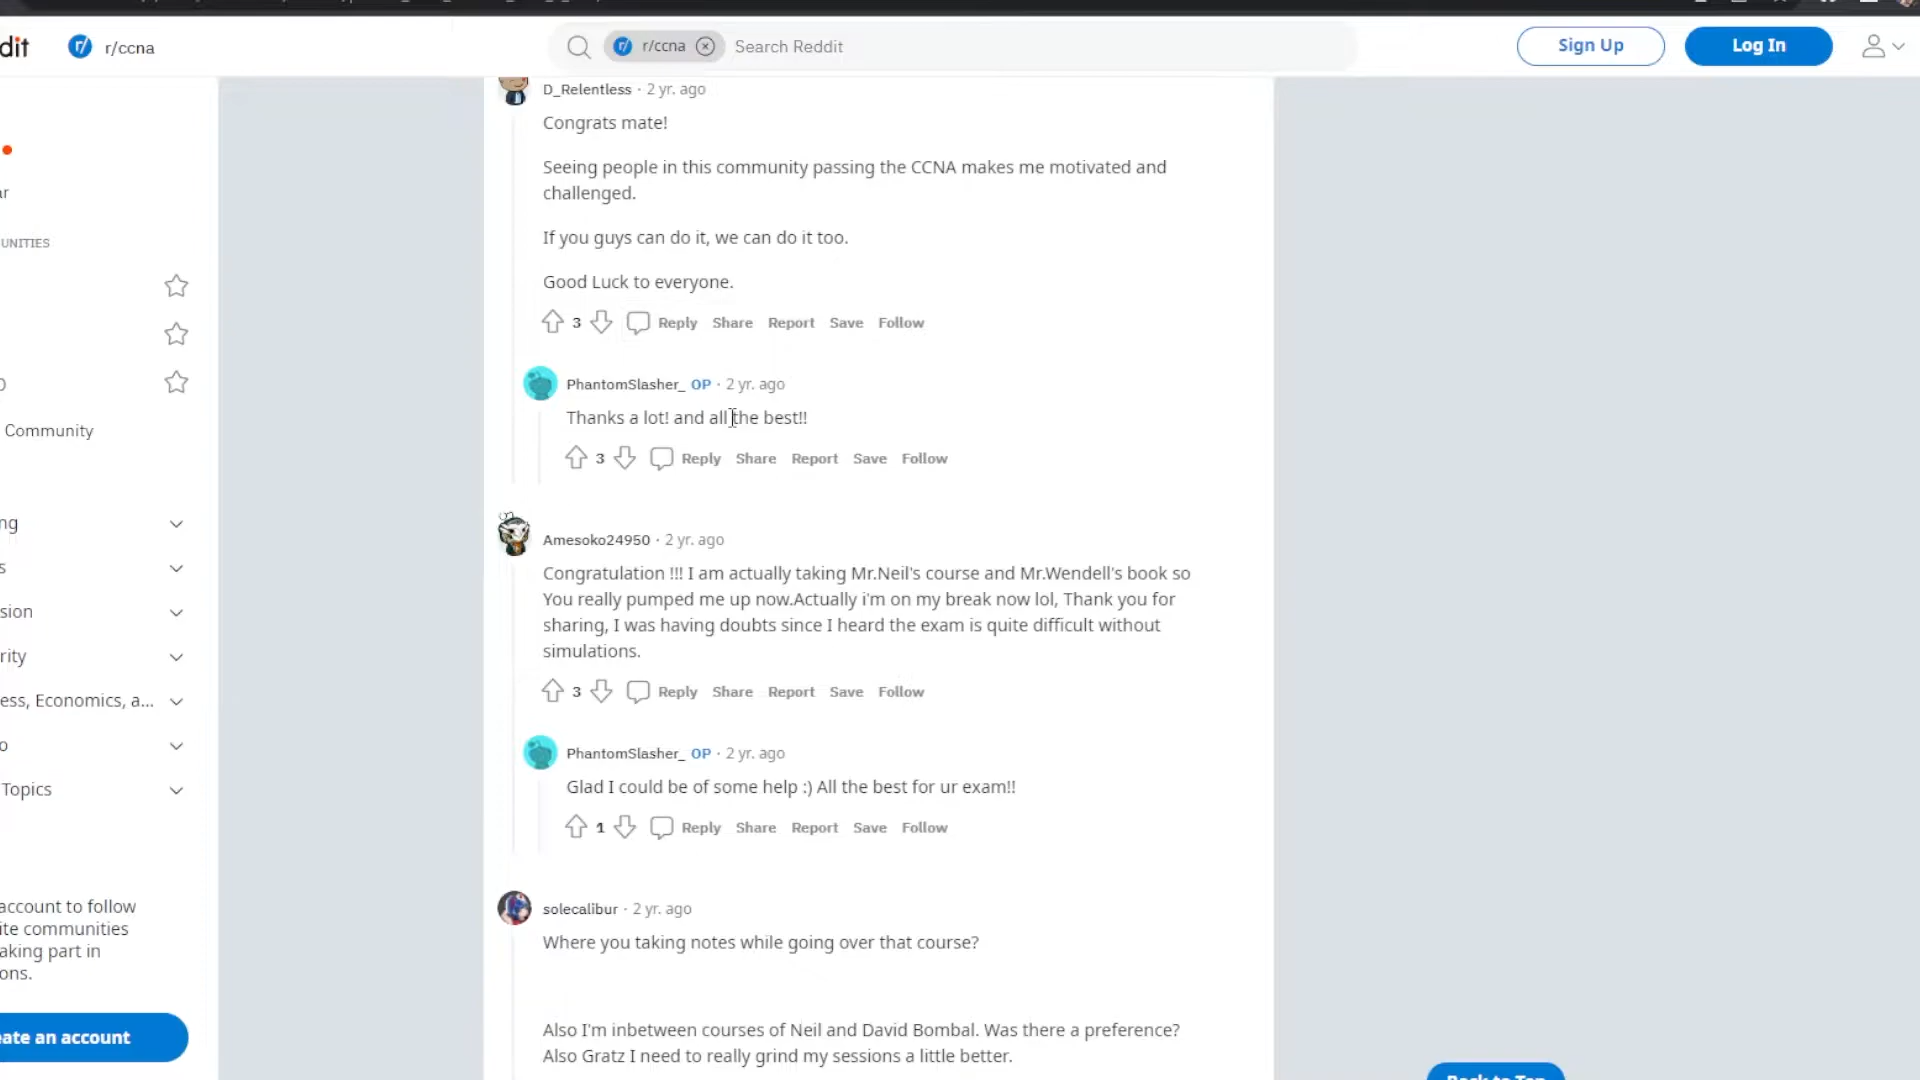 dit r/ccna r/ccna Search Reddit Sign Up Log In
D_Relentless · 2 yr. ago
Congrats mate!
Seeing people in this community passing the CCNA makes me motivated and
challenged.
If you guys can do it, we can do it too.
Good Luck to everyone.
3 Reply Share Report Save Follow
PhantomSlasher_ OP · 2 yr. ago
Thanks a lot! and all the best!!
3 Reply Share Report Save Follow
Amesoko24950 · 2 yr. ago
Congratulation !!! I am actually taking Mr.Neil's course and Mr.Wendell's book so
You really pumped me up now.Actually i'm on my break now lol, Thank you for
sharing, I was having doubts since I heard the exam is quite difficult without
simulations.
3 Reply Share Report Save Follow
PhantomSlasher_ OP · 2 yr. ago
Glad I could be of some help :) All the best for ur exam!!
1 Reply Share Report Save Follow
solecalibur · 2 yr. ago
Where you taking notes while going over that course?
Also I'm inbetween courses of Neil and David Bombal. Was there a preference?
Also Gratz I need to really grind my sessions a little better.
ar
UNITIES
Community
ng
s
sion
rity
ess, Economics, a...
o
Topics
account to follow
ite communities
aking part in
ons.
eate an account
Back to Top